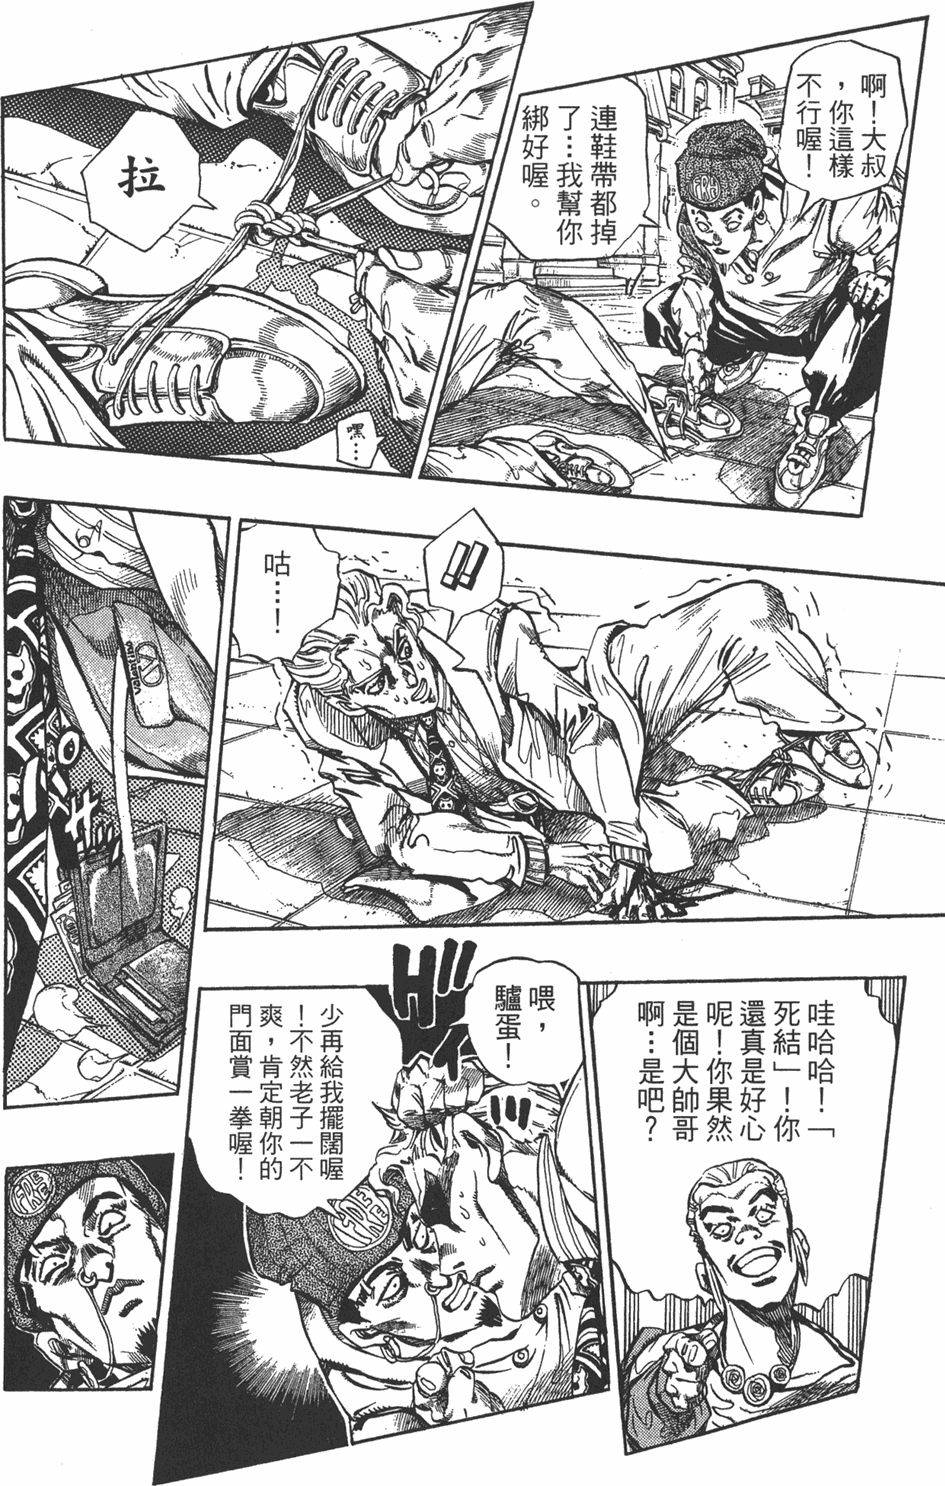 啊！大叔
，你這樣
不行喔！
連鞋帶都掉
了…我幫你
綁好喔。
FREE
拉
嘿…
!!
咕…！
哇哈哈！「
死結」！你
還真是好心
呢！你果然
是個大帥哥
啊…是吧？
喂，
驢蛋！
少再給我擺闊喔
！不然老子一不
爽，肯定朝你的
門面賞一拳喔！
FREE
FREE